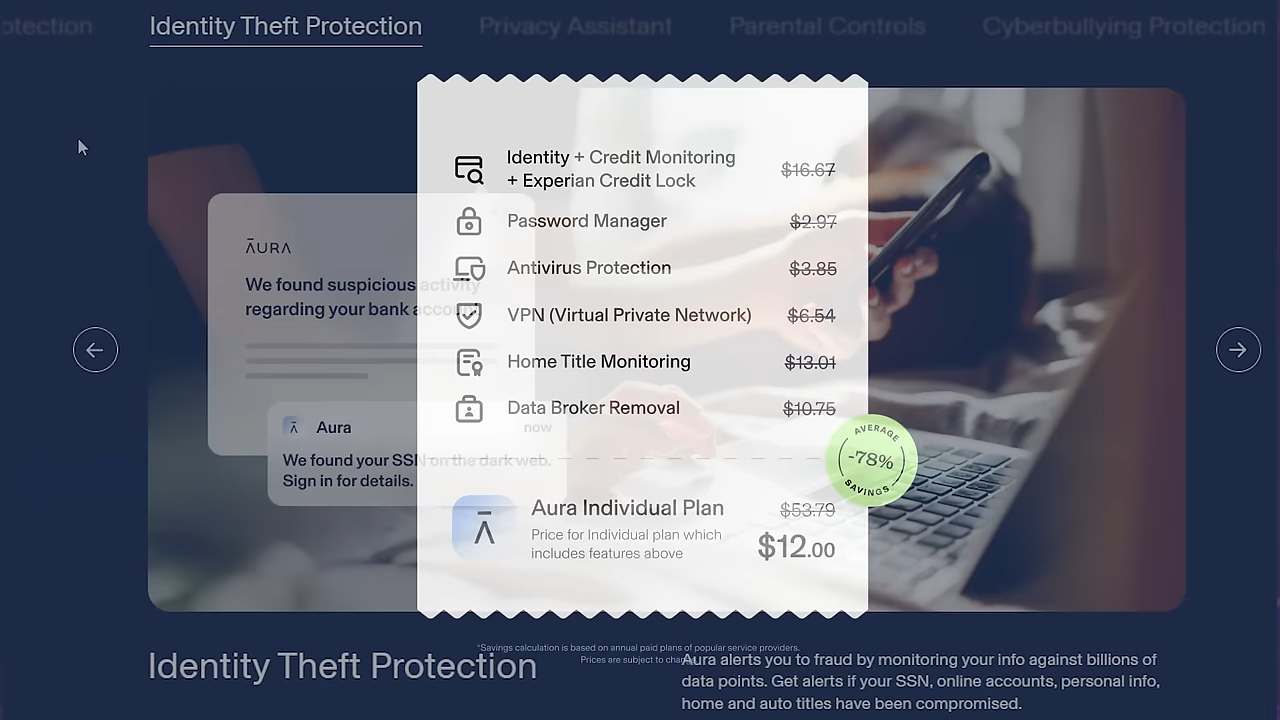 otection
Identity Theft Protection
Privacy Assistant
Parental Controls
Cyberbullying Protection
Identity + Credit Monitoring
+ Experian Credit Lock
$16.67
Password Manager
$2.97
Antivirus Protection
$3.85
VPN (Virtual Private Network)
$6.54
Home Title Monitoring
$13.01
Data Broker Removal
$10.75
ĀURA
We found suspicious activity
regarding your bank account
Aura
now
We found your SSN on the dark web.
Sign in for details.
AVERAGE
-78%
SAVINGS
Aura Individual Plan
$53.79
Price for Individual plan which
includes features above
$12.00
*Savings calculation is based on annual paid plans of popular service providers.
Prices are subject to change
Identity Theft Protection
Aura alerts you to fraud by monitoring your info against billions of
data points. Get alerts if your SSN, online accounts, personal info,
home and auto titles have been compromised.